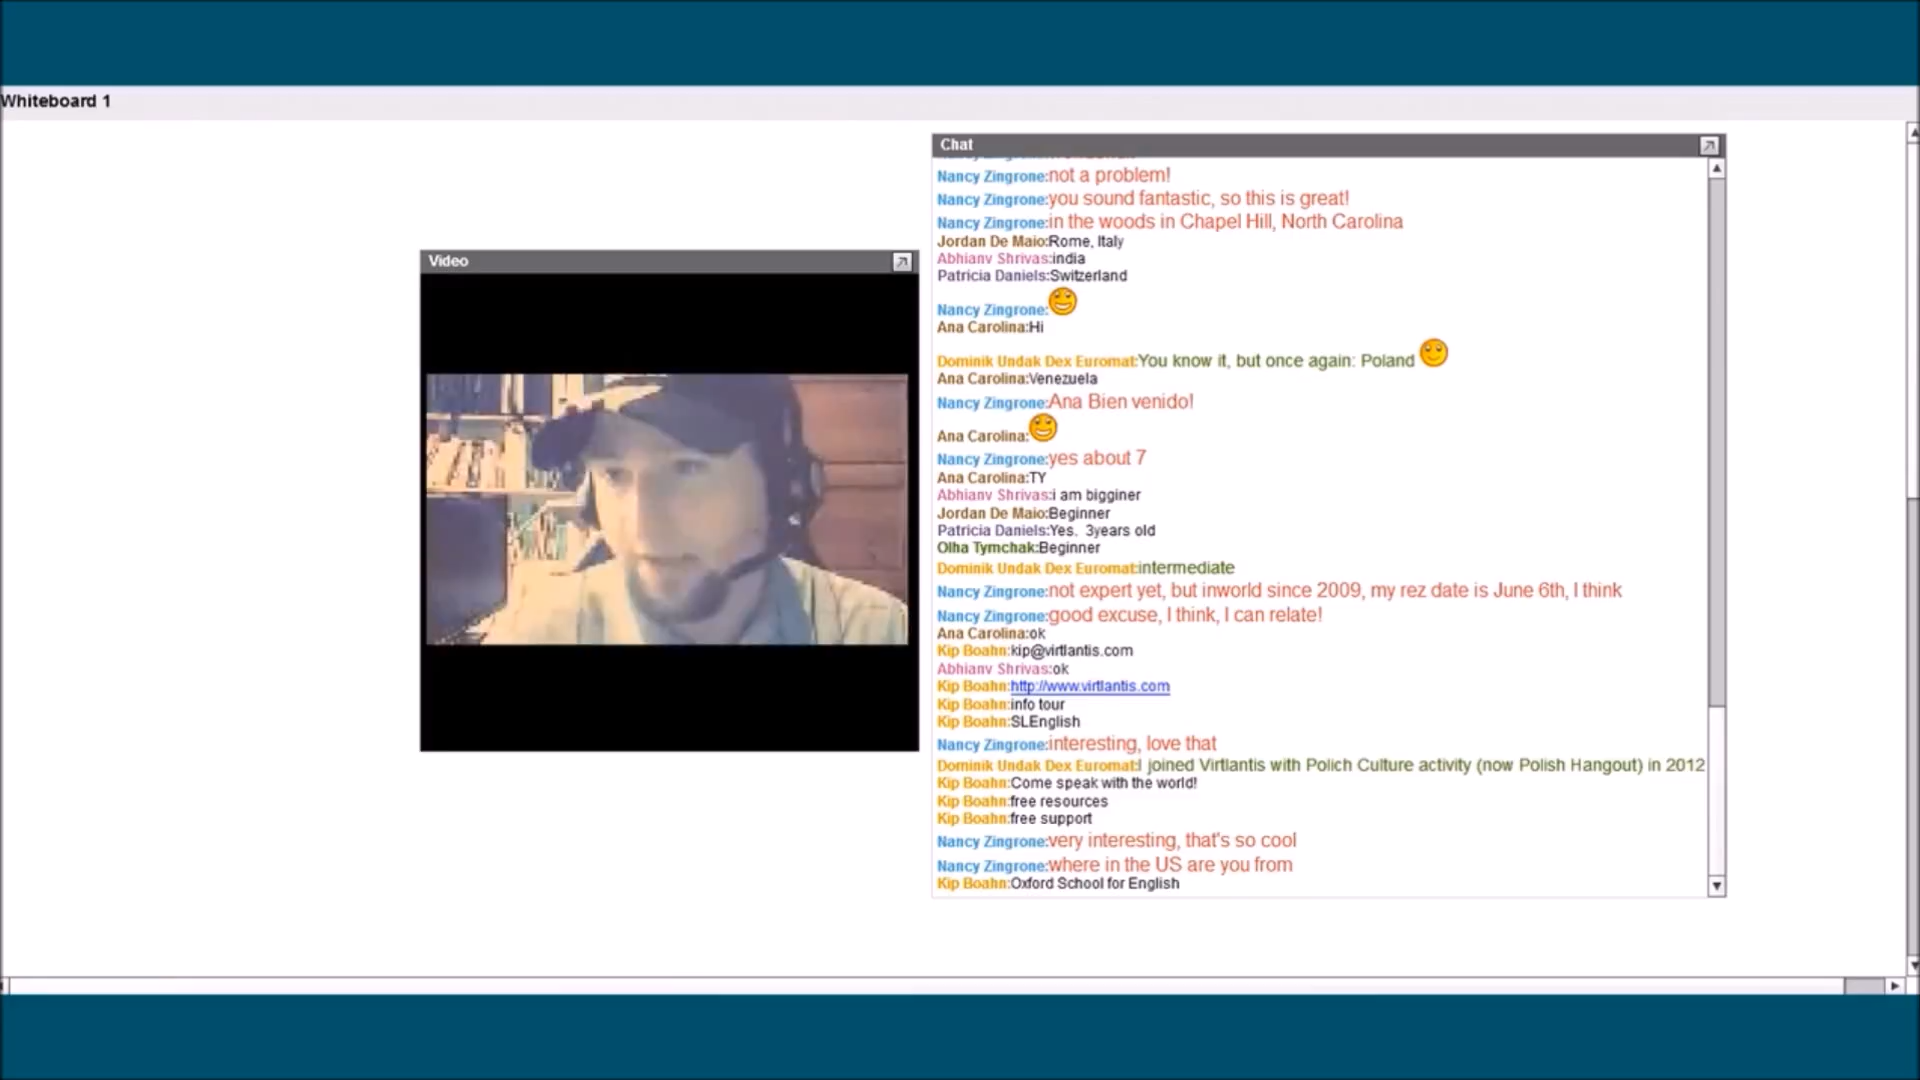 Whiteboard 1
Chat
Nancy Zingrone:not a problem!
Nancy Zingrone:you sound fantastic, so this is great!
Nancy Zingrone:in the woods in Chapel Hill, North Carolina
Jordan De Maio:Rome, Italy
Abhianv Shrivas:india
Patricia Daniels:Switzerland
Video
Nancy Zingrone:
Ana Carolina:Hi
Dominik Undak Dex Euromat:You know it, but once again: Poland
Ana Carolina:Venezuela
Nancy Zingrone:Ana Bien venido!
Ana Carolina:
Nancy Zingrone:yes about 7
Ana Carolina:TY
Abhianv Shrivas:i am bigginer
Jordan De Maio:Beginner
Patricia Daniels:Yes. 3years old
Olha Tymchak:Beginner
Dominik Undak Dex Euromat:intermediate
Nancy Zingrone:not expert yet, but inworld since 2009, my rez date is June 6th, I think
Nancy Zingrone:good excuse, I think, I can relate!
Ana Carolina:ok
Kip Boahn:kip@virtlantis.com
Abhianv Shrivas:ok
Kip Boahn:http://www.virtlantis.com
Kip Boahn:info tour
Kip Boahn:SLEnglish
Nancy Zingrone:interesting, love that
Dominik Undak Dex Euromat:I joined Virtlantis with Polich Culture activity (now Polish Hangout) in 2012
Kip Boahn:Come speak with the world!
Kip Boahn:free resources
Kip Boahn:free support
Nancy Zingrone:very interesting, that's so cool
Nancy Zingrone:where in the US are you from
Kip Boahn:Oxford School for English